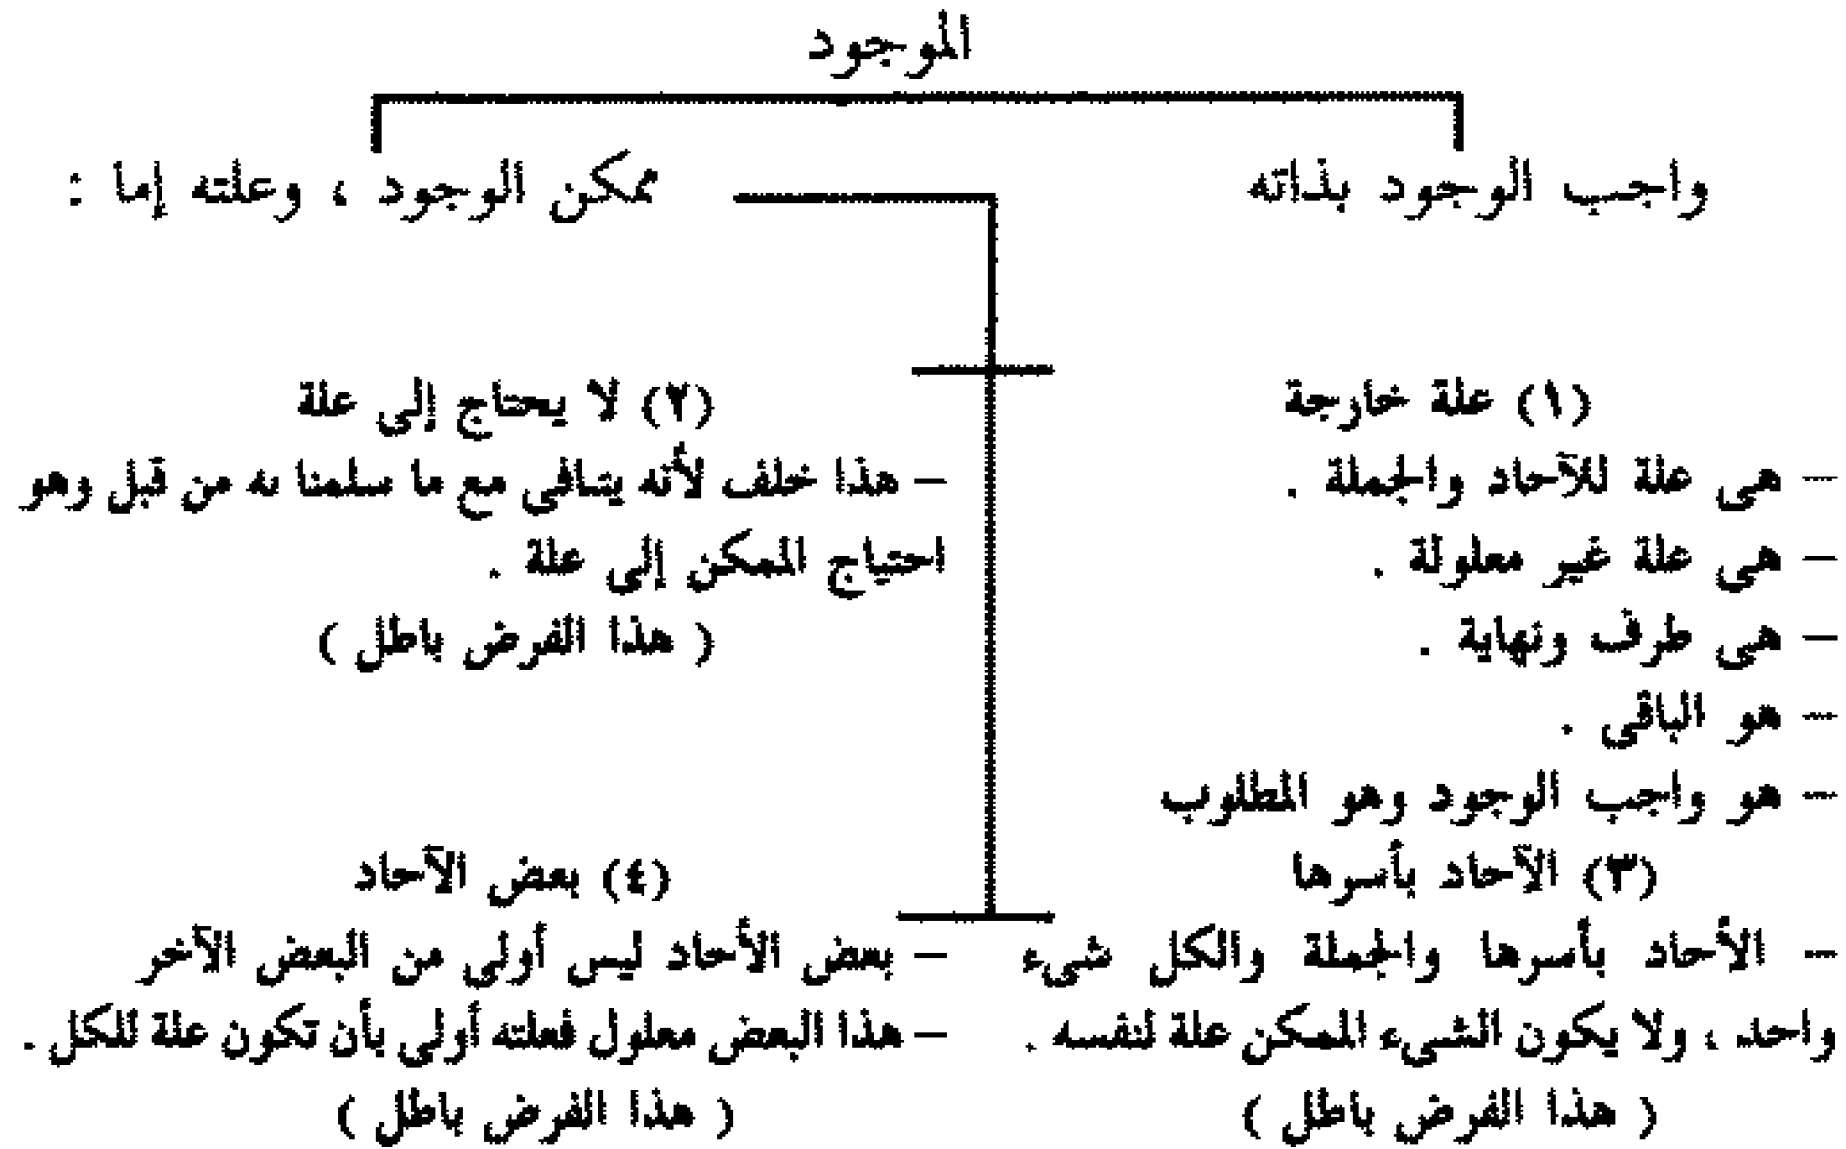 الموجود
واجب الوجود بذاته
ممكن الوجود ، وعلته إما :
(١) علة خارجة
– هى علة للآحاد والجملة .
– هى علة غير معلولة .
– هى طرف ونهاية .
– هو الباقى .
– هو واجب الوجود وهو المطلوب
(٢) لا يحتاج إلى علة
– هذا خلف لأنه يتنافى مع ما سلمنا به من قبل وهو
احتياج الممكن إلى علة .
( هذا الفرض باطل )
(٣) الآحاد بأسرها
– الأحاد بأسرها والجملة والكل شىء
واحد ، ولا يكون الشىء الممكن علة لنفسه .
( هذا الفرض باطل )
(٤) بعض الآحاد
– بعض الأحاد ليس أولى من البعض الآخر
– هذا البعض معلول فعلته أولى بأن تكون علة للكل .
( هذا الفرض باطل )